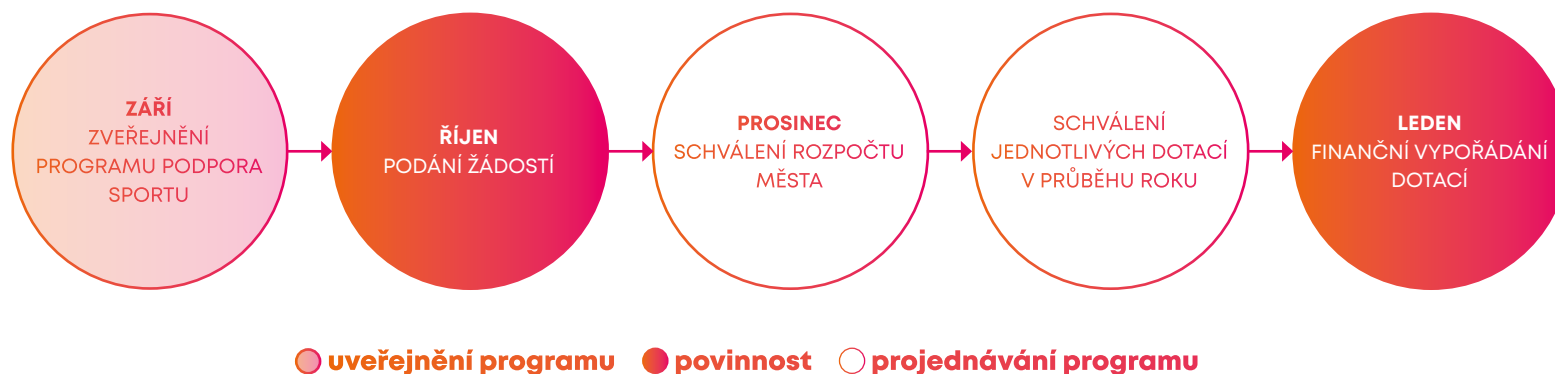 ZÁŘÍ
ZVEŘEJNĚNÍ
PROGRAMU PODPORA
SPORTU
ŘÍJEN
PODÁNÍ ŽÁDOSTÍ
PROSINEC
SCHVÁLENÍ ROZPOČTU
MĚSTA
SCHVÁLENÍ
JEDNOTLIVÝCH DOTACÍ
V PRŮBĚHU ROKU
LEDEN
FINANČNÍ VYPOŘÁDÁNÍ
DOTACÍ
uveřejnění programu
povinnost
projednávání programu